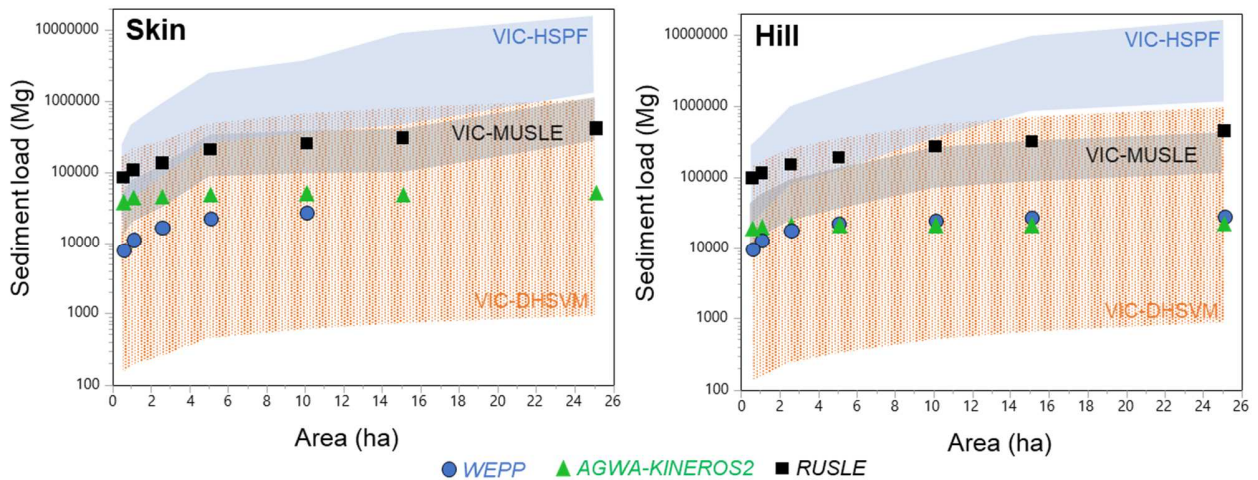 Skin
Hill
10000000
1000000
100000
10000
1000
100
Sediment load (Mg)
VIC-HSPF
VIC-MUSLE
VIC-DHSVM
0 2 4 6 8 10 12 14 16 18 20 22 24 26
Area (ha)
10000000
1000000
100000
10000
1000
100
Sediment load (Mg)
VIC-HSPF
VIC-MUSLE
VIC-DHSVM
0 2 4 6 8 10 12 14 16 18 20 22 24 26
Area (ha)
WEPP AGWA-KINEROS2 RUSLE